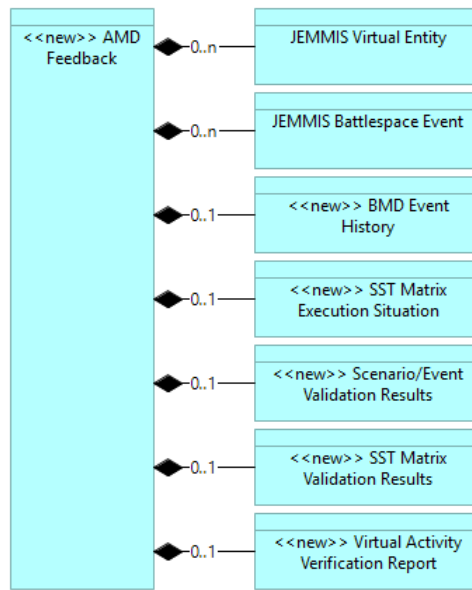 <<new>> AMD
Feedback
0..n
JEMMIS Virtual Entity
0..n
JEMMIS Battlespace Event
0..1
<<new>> BMD Event
History
0..1
<<new>> SST Matrix
Execution Situation
0..1
<<new>> Scenario/Event
Validation Results
0..1
<<new>> SST Matrix
Validation Results
0..1
<<new>> Virtual Activity
Verification Report